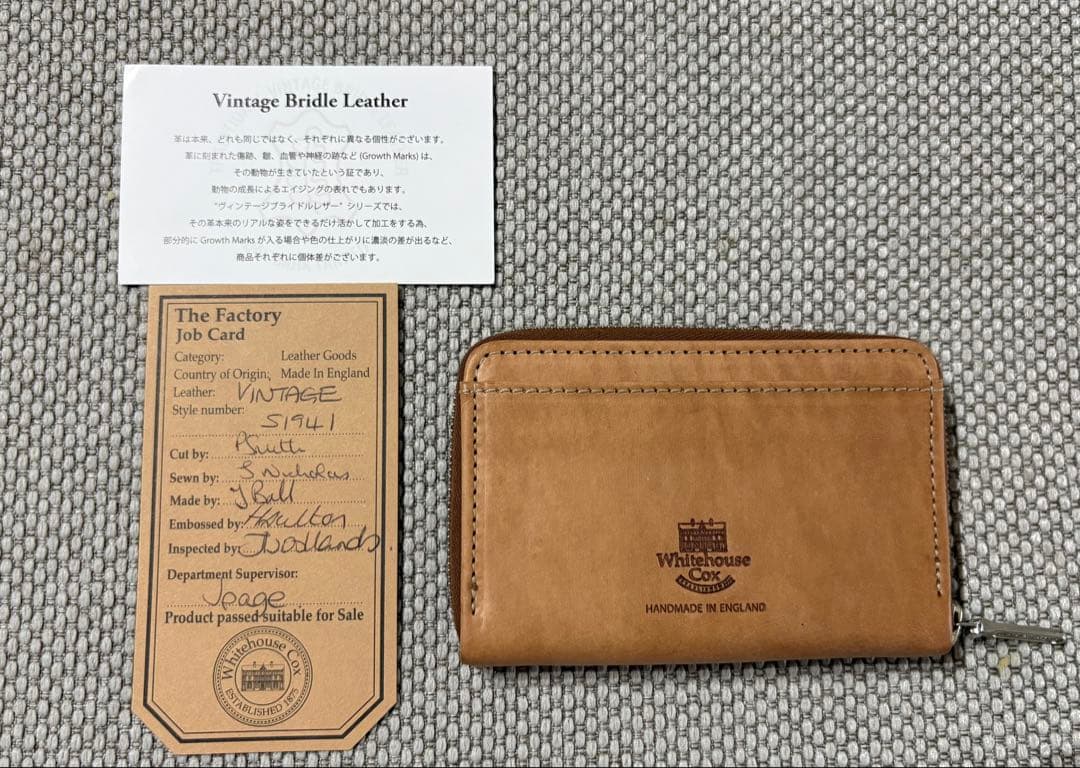 Vintage Bridle Leather
革は本来、どれも同じではなく、それぞれに異なる個性がございます。
革に刻まれた傷跡、皺、血管や神経の跡など (Growth Marks) は、
その動物が生きていたという証であり、
動物の成長によるエイジングの表れでもあります。
"ヴィンテージブライドルレザー" シリーズでは、
その革本来のリアルな姿をできるだけ活かして加工をする為、
部分的に Growth Marks が入る場合や色の仕上がりに濃淡の差が出るなど、
商品それぞれに個体差がございます。
The Factory
Job Card
Category: Leather Goods
Country of Origin: Made In England
Leather: VINTAGE
Style number:
S1941
Cut by: PSmith
Sewn by: S Nicholas
Made by: J Ball
Embossed by:
Inspected by: JWoodlands.
Department Supervisor:
Jpage
Product passed suitable for Sale
Whitehouse Cox
ESTABLISHED 1875
Whitehouse
Cox
HANDMADE IN ENGLAND